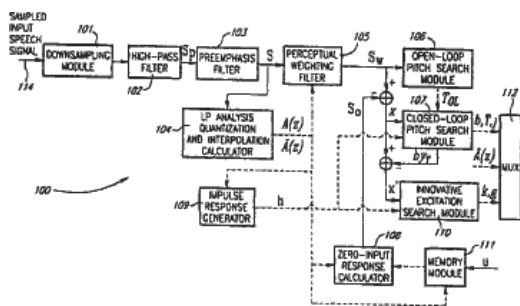 SAMPLED
INPUT
SPEECH
SIGNAL
114
101
DOWNSAMPLING
MODULE
HIGH-PASS
FILTER
102
Sp
103
PREEMPHASIS
FILTER
S
105
PERCEPTUAL
WEIGHTING
FILTER
Sw
106
OPEN-LOOP
PITCH SEARCH
MODULE
TOL
+
-
So
104
LP ANALYSIS
QUANTIZATION
AND INTERPOLATION
CALCULATOR
A(z)
Â(z)
x
107
CLOSED-LOOP
PITCH SEARCH
MODULE
b,T,j
byT
+
-
Â(z)
112
MUX
100
109
IMPULSE
RESPONSE
GENERATOR
h
x
INNOVATIVE
EXCITATION
SEARCH MODULE
110
k,g
108
ZERO-INPUT
RESPONSE
CALCULATOR
111
MEMORY
MODULE
u